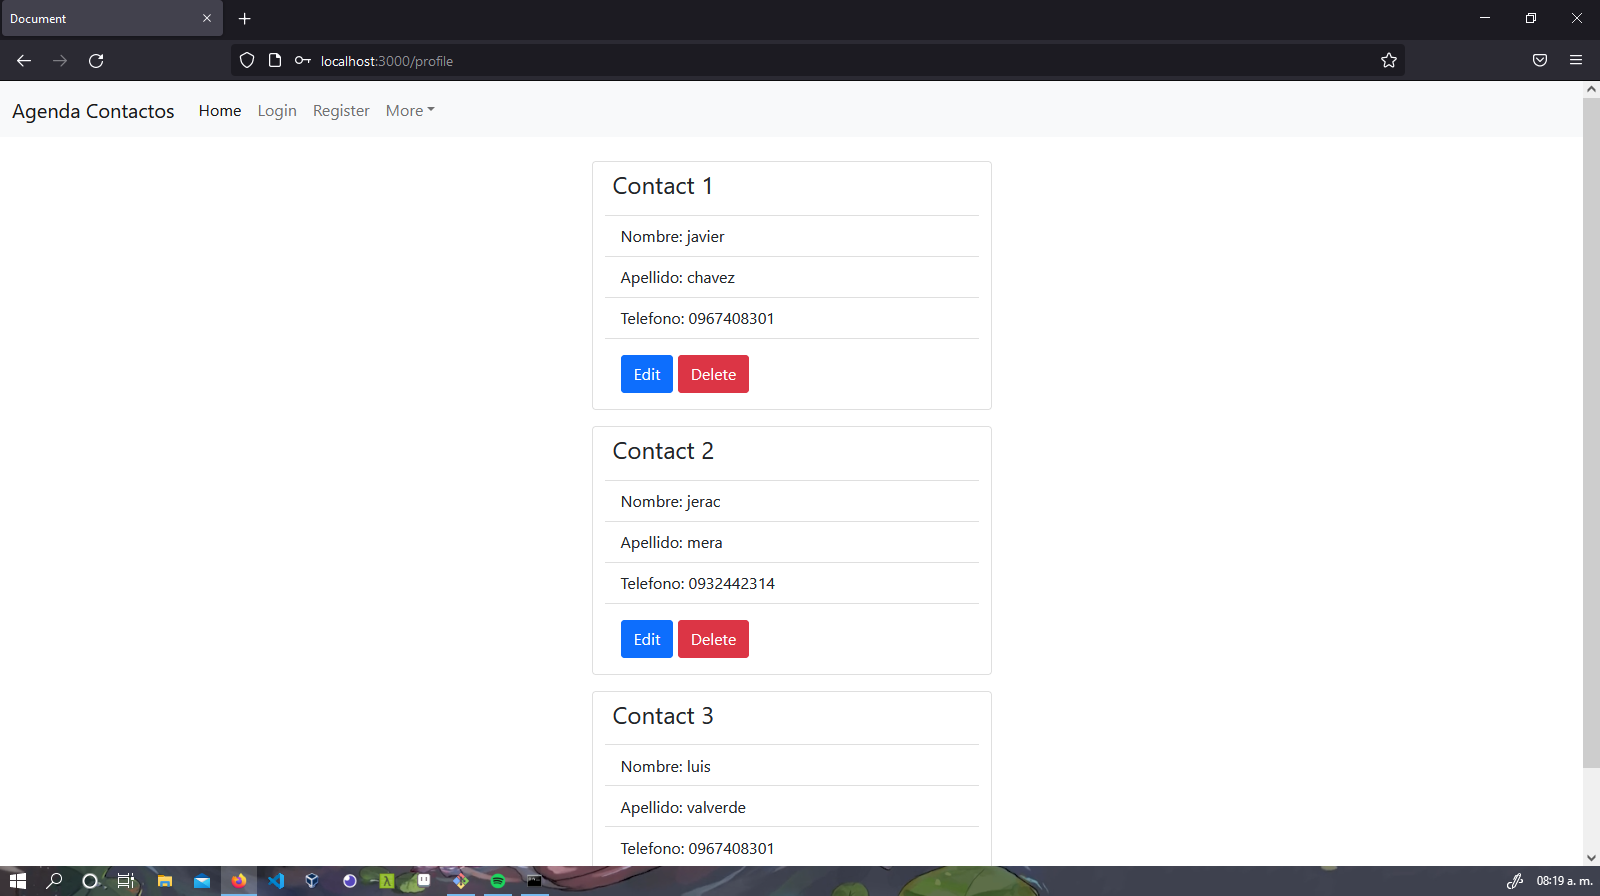 Document
localhost:3000/profile
Agenda Contactos Home Login Register More
Contact 1
Nombre: javier
Apellido: chavez
Telefono: 0967408301
Edit Delete
Contact 2
Nombre: jerac
Apellido: mera
Telefono: 0932442314
Edit Delete
Contact 3
Nombre: luis
Apellido: valverde
Telefono: 0967408301
08:19 a. m.